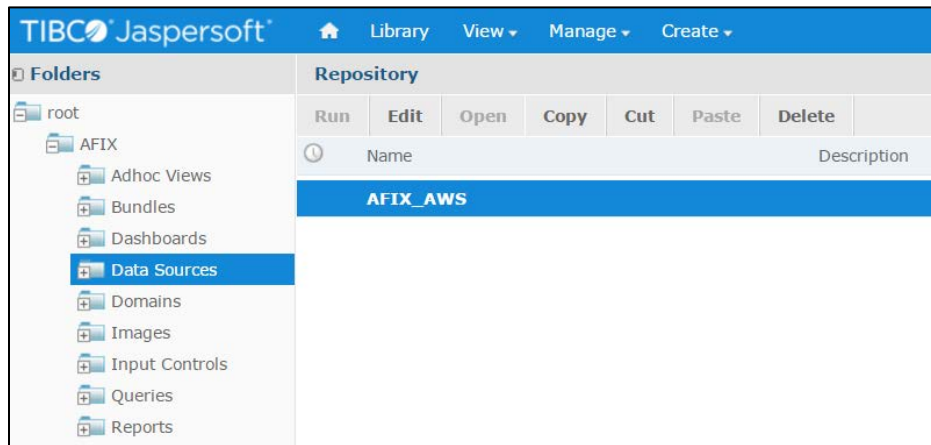 TIBCO Jaspersoft® Library View Manage Create
Folders
root
AFIX
Adhoc Views
Bundles
Dashboards
Data Sources
Domains
Images
Input Controls
Queries
Reports
Repository
Run Edit Open Copy Cut Paste Delete
Name Description
AFIX_AWS